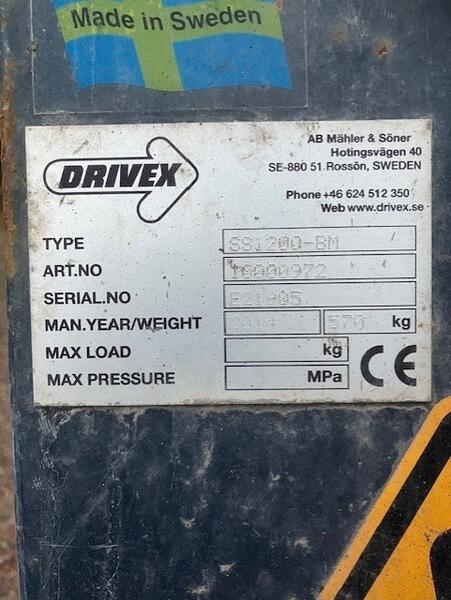 Made in Sweden
DRIVEX
AB Mähler & Söner
Hotingsvägen 40
SE-880 51 Rossön, SWEDEN
Phone +46 624 512 350
Web www.drivex.se
TYPE SS1200-BM
ART.NO 10000972
SERIAL.NO
MAN.YEAR/WEIGHT 570 kg
MAX LOAD kg
MAX PRESSURE MPa
CE